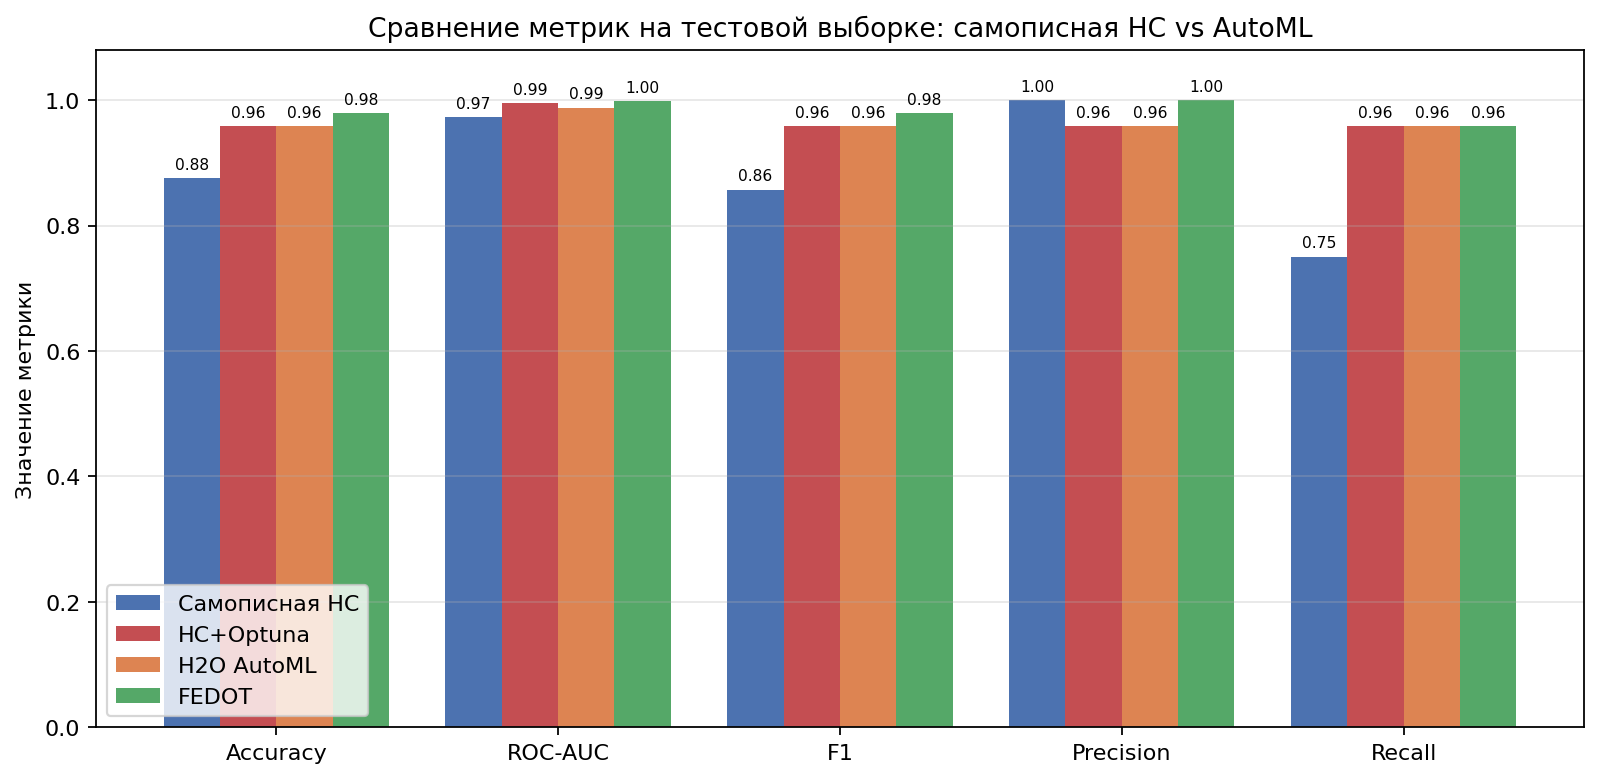 Сравнение метрик на тестовой выборке: самописная НС vs AutoML
Значение метрики
1.0
0.8
0.6
0.4
0.2
0.0
0.88
0.96
0.96
0.98
0.97
0.99
0.99
1.00
0.86
0.96
0.96
0.98
1.00
0.96
0.96
1.00
0.75
0.96
0.96
0.96
Самописная НС
НС+Optuna
H2O AutoML
FEDOT
Accuracy
ROC-AUC
F1
Precision
Recall